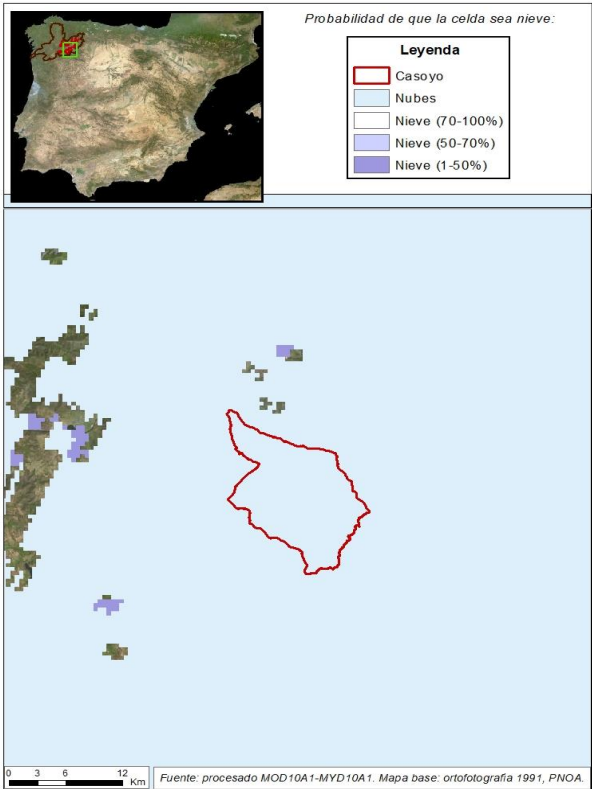 Probabilidad de que la celda sea nieve:
Leyenda
Casoyo
Nubes
Nieve (70-100%)
Nieve (50-70%)
Nieve (1-50%)
0 3 6 12
Km
Fuente: procesado MOD10A1-MYD10A1. Mapa base: ortofotografia 1991, PNOA.